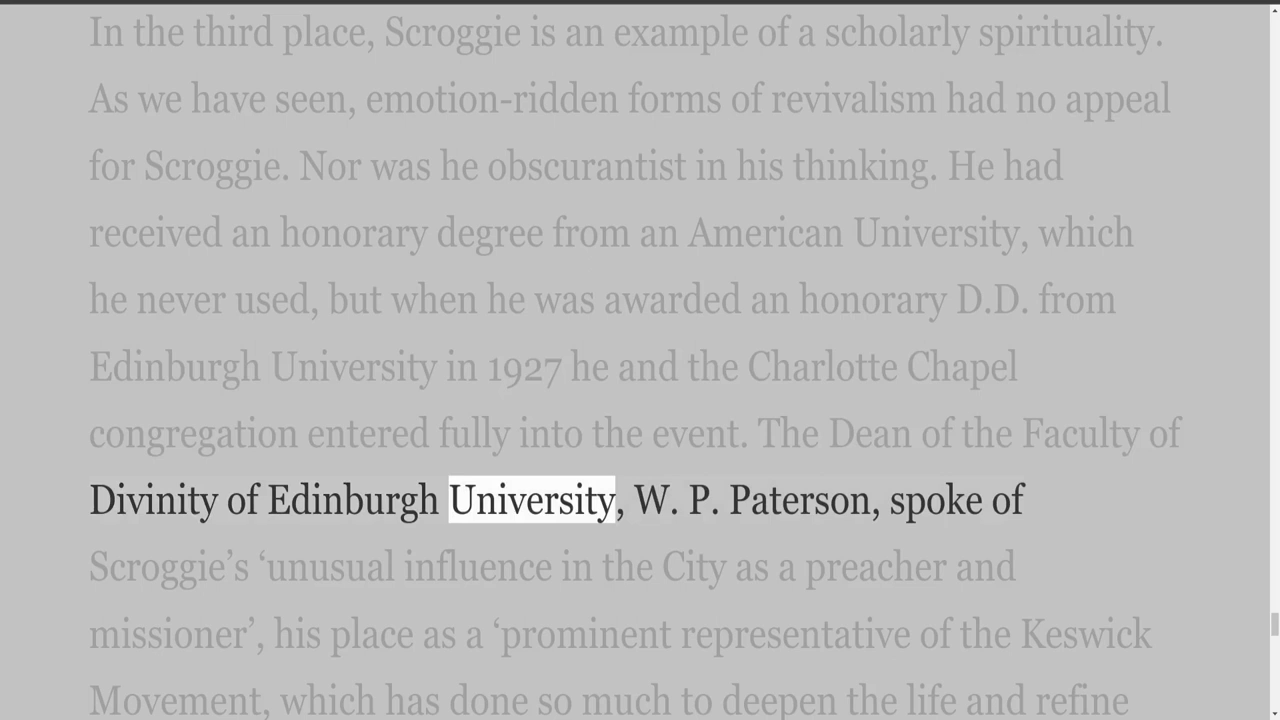 In the third place, Scroggie is an example of a scholarly spirituality.
As we have seen, emotion-ridden forms of revivalism had no appeal
for Scroggie. Nor was he obscurantist in his thinking. He had
received an honorary degree from an American University, which
he never used, but when he was awarded an honorary D.D. from
Edinburgh University in 1927 he and the Charlotte Chapel
congregation entered fully into the event. The Dean of the Faculty of
Divinity of Edinburgh University, W. P. Paterson, spoke of
Scroggie’s ‘unusual influence in the City as a preacher and
missioner’, his place as a ‘prominent representative of the Keswick
Movement, which has done so much to deepen the life and refine